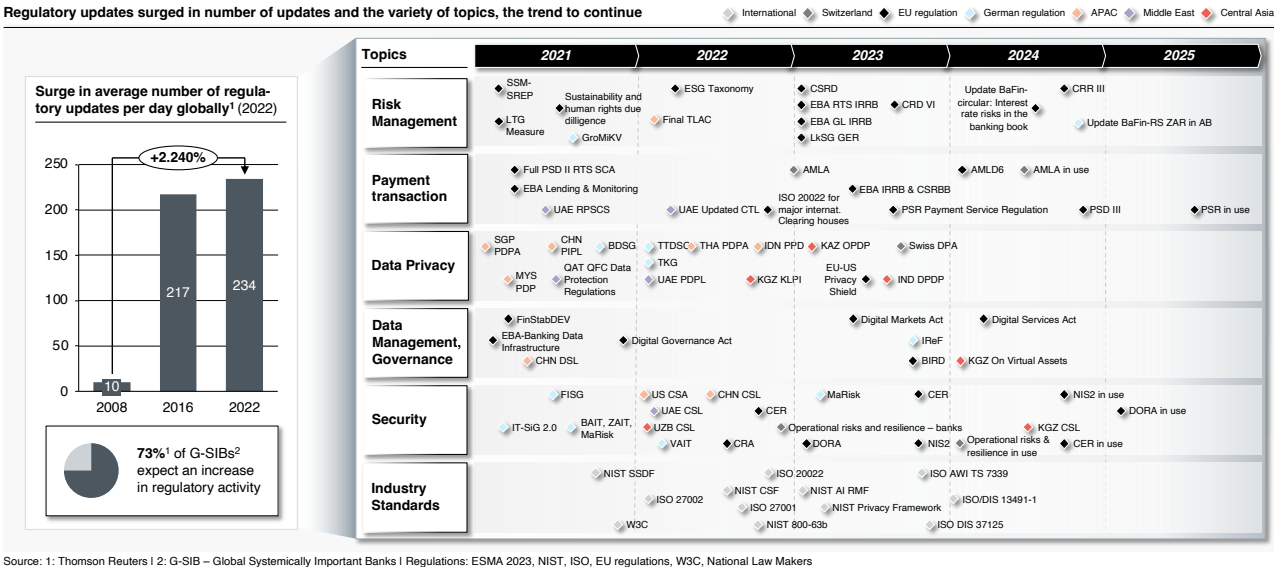 Regulatory updates surged in number of updates and the variety of topics, the trend to continue
International
Switzerland
EU regulation
German regulation
APAC
Middle East
Central Asia
Surge in average number of regula-
tory updates per day globally¹ (2022)
+2.240%
250
200
150
100
50
0
10
217
234
2008
2016
2022
73%¹ of G-SIBs²
expect an increase
in regulatory activity
Topics
2021
2022
2023
2024
2025
Risk
Management
SSM-
SREP
LTG
Measure
Sustainability and
human rights due
dilligence
GroMiKV
ESG Taxonomy
Final TLAC
CSRD
EBA RTS IRRB
EBA GL IRRB
LkSG GER
CRD VI
Update BaFin-
circular: Interest
rate risks in the
banking book
CRR III
Update BaFin-RS ZAR in AB
Payment
transaction
Full PSD II RTS SCA
EBA Lending & Monitoring
UAE RPSCS
UAE Updated CTL
AMLA
ISO 20022 for
major internat.
Clearing houses
EBA IRRB & CSRBB
PSR Payment Service Regulation
AMLD6
AMLA in use
PSD III
PSR in use
Data Privacy
SGP
PDPA
MYS
PDP
CHN
PIPL
QAT QFC Data
Protection
Regulations
BDSG
TTDSG
TKG
UAE PDPL
THA PDPA
IDN PPD
KGZ KLPI
KAZ OPDP
EU-US
Privacy
Shield
Swiss DPA
IND DPDP
Data
Management,
Governance
FinStabDEV
EBA-Banking Data
Infrastructure
CHN DSL
Digital Governance Act
Digital Markets Act
IReF
BIRD
Digital Services Act
KGZ On Virtual Assets
Security
FISG
IT-SiG 2.0
BAIT, ZAIT,
MaRisk
US CSA
UAE CSL
UZB CSL
VAIT
CHN CSL
CER
CRA
Operational risks and resilience – banks
MaRisk
DORA
CER
NIS2
Operational risks &
resilience in use
NIS2 in use
KGZ CSL
CER in use
DORA in use
Industry
Standards
NIST SSDF
W3C
ISO 27002
ISO 20022
NIST CSF
ISO 27001
NIST 800-63b
NIST AI RMF
NIST Privacy Framework
ISO AWI TS 7339
ISO/DIS 13491-1
ISO DIS 37125
Source: 1: Thomson Reuters | 2: G-SIB – Global Systemically Important Banks | Regulations: ESMA 2023, NIST, ISO, EU regulations, W3C, National Law Makers